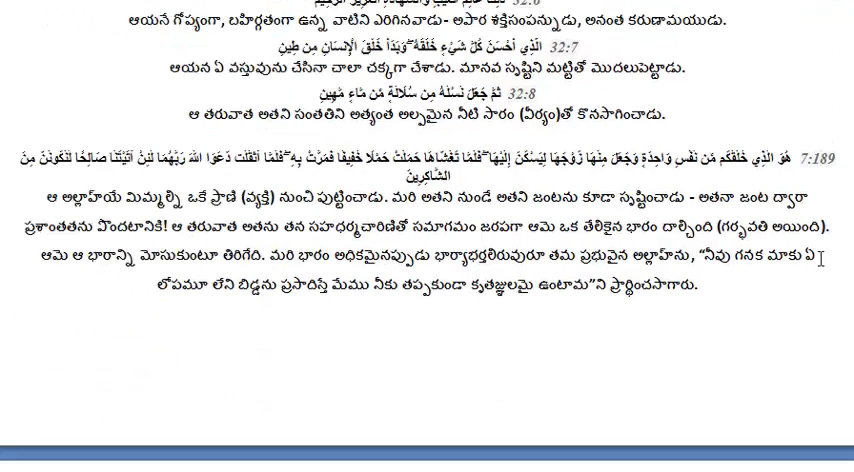 ఆయనే గోప్యంగా, బహిర్గతంగా ఉన్న వాటిని ఎరిగినవాడు- అపార శక్తిసంపన్నుడు, అనంత కరుణామయుడు.
الَّذِي أَحْسَنَ كُلَّ شَيْءٍ خَلَقَهُ ۖ وَبَدَأَ خَلْقَ الْإِنسَانِ مِن طِينٍ 32:7
ఆయన ఏ వస్తువును చేసినా చాలా చక్కగా చేశాడు. మానవ సృష్టిని మట్టితో మొదలుపెట్టాడు.
ثُمَّ جَعَلَ نَسْلَهُ مِن سُلَالَةٍ مِّن مَّاءٍ مَّهِينٍ 32:8
ఆ తరువాత అతని సంతతిని అత్యంత అల్పమైన నీటి సారం (వీర్యం)తో కొనసాగించాడు.
هُوَ الَّذِي خَلَقَكُم مِّن نَّفْسٍ وَاحِدَةٍ وَجَعَلَ مِنْهَا زَوْجَهَا لِيَسْكُنَ إِلَيْهَا ۖ فَلَمَّا تَغَشَّاهَا حَمَلَتْ حَمْلًا خَفِيفًا فَمَرَّتْ بِهِ ۖ فَلَمَّا أَثْقَلَت دَّعَوَا اللَّهَ رَبَّهُمَا لَئِنْ آتَيْتَنَا صَالِحًا لَّنَكُونَنَّ مِنَ 7:189
الشَّاكِرِينَ
ఆ అల్లాహ్‌యే మిమ్మల్ని ఒకే ప్రాణి (వ్యక్తి) నుంచి పుట్టించాడు. మరి అతని నుండే అతని జంటను కూడా సృష్టించాడు - అతనా జంట ద్వారా
ప్రశాంతతను పొందటానికి! ఆ తరువాత అతను తన సహధర్మచారిణితో సమాగమం జరపగా ఆమె ఒక తేలికైన భారం దాల్చింది (గర్భవతి అయింది).
ఆమె ఆ భారాన్ని మోసుకుంటూ తిరిగేది. మరి భారం అధికమైనప్పుడు భార్యాభర్తలిరువురూ తమ ప్రభువైన అల్లాహ్‌ను, “నీవు గనక మాకు ఏ
లోపమూ లేని బిడ్డను ప్రసాదిస్తే మేము నీకు తప్పకుండా కృతజ్ఞులమై ఉంటామ”ని ప్రార్థించసాగారు.